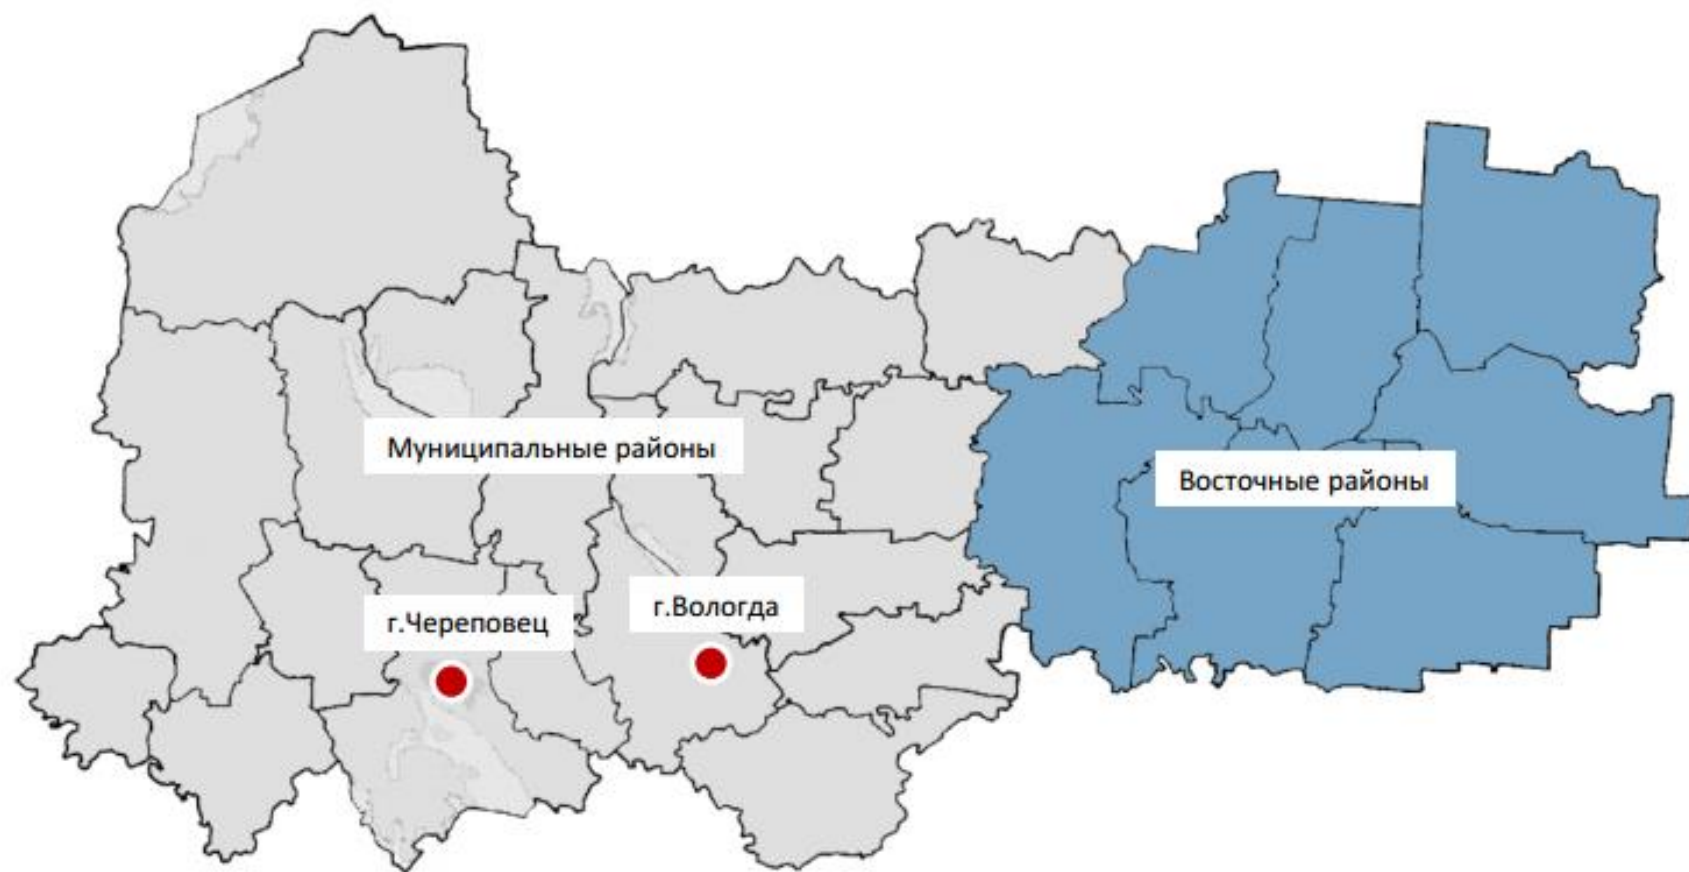 Муниципальные районы
Восточные районы
г.Череповец
г.Вологда